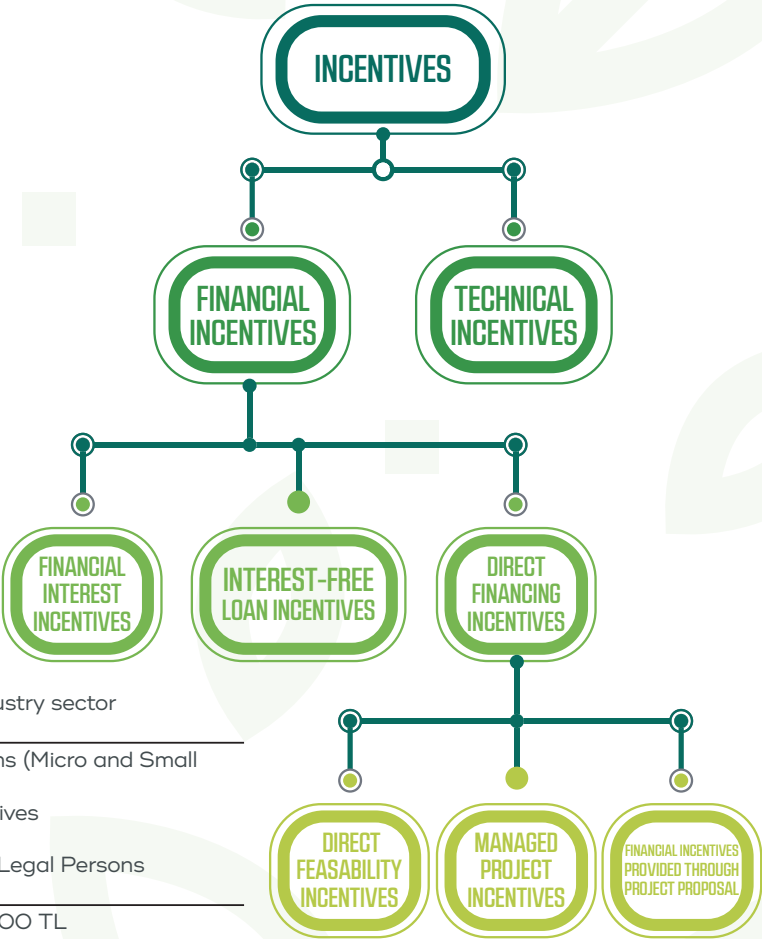 INCENTIVES
FINANCIAL
INCENTIVES
TECHNICAL
INCENTIVES
FINANCIAL
INTEREST
INCENTIVES
INTEREST-FREE
LOAN INCENTIVES
DIRECT
FINANCING
INCENTIVES
ustry sector
ns (Micro and Small
ives
Legal Persons
00 TL
DIRECT
FEASABILITY
INCENTIVES
MANAGED
PROJECT
INCENTIVES
FINANCIAL INCENTIVES
PROVIDED THROUGH
PROJECT PROPOSAL